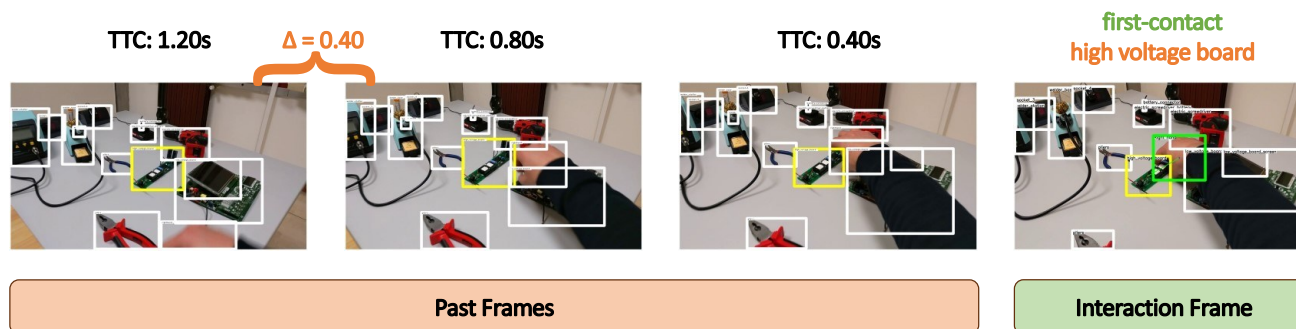 TTC: 1.20s
Δ = 0.40
TTC: 0.80s
TTC: 0.40s
first-contact
high voltage board
Past Frames
Interaction Frame